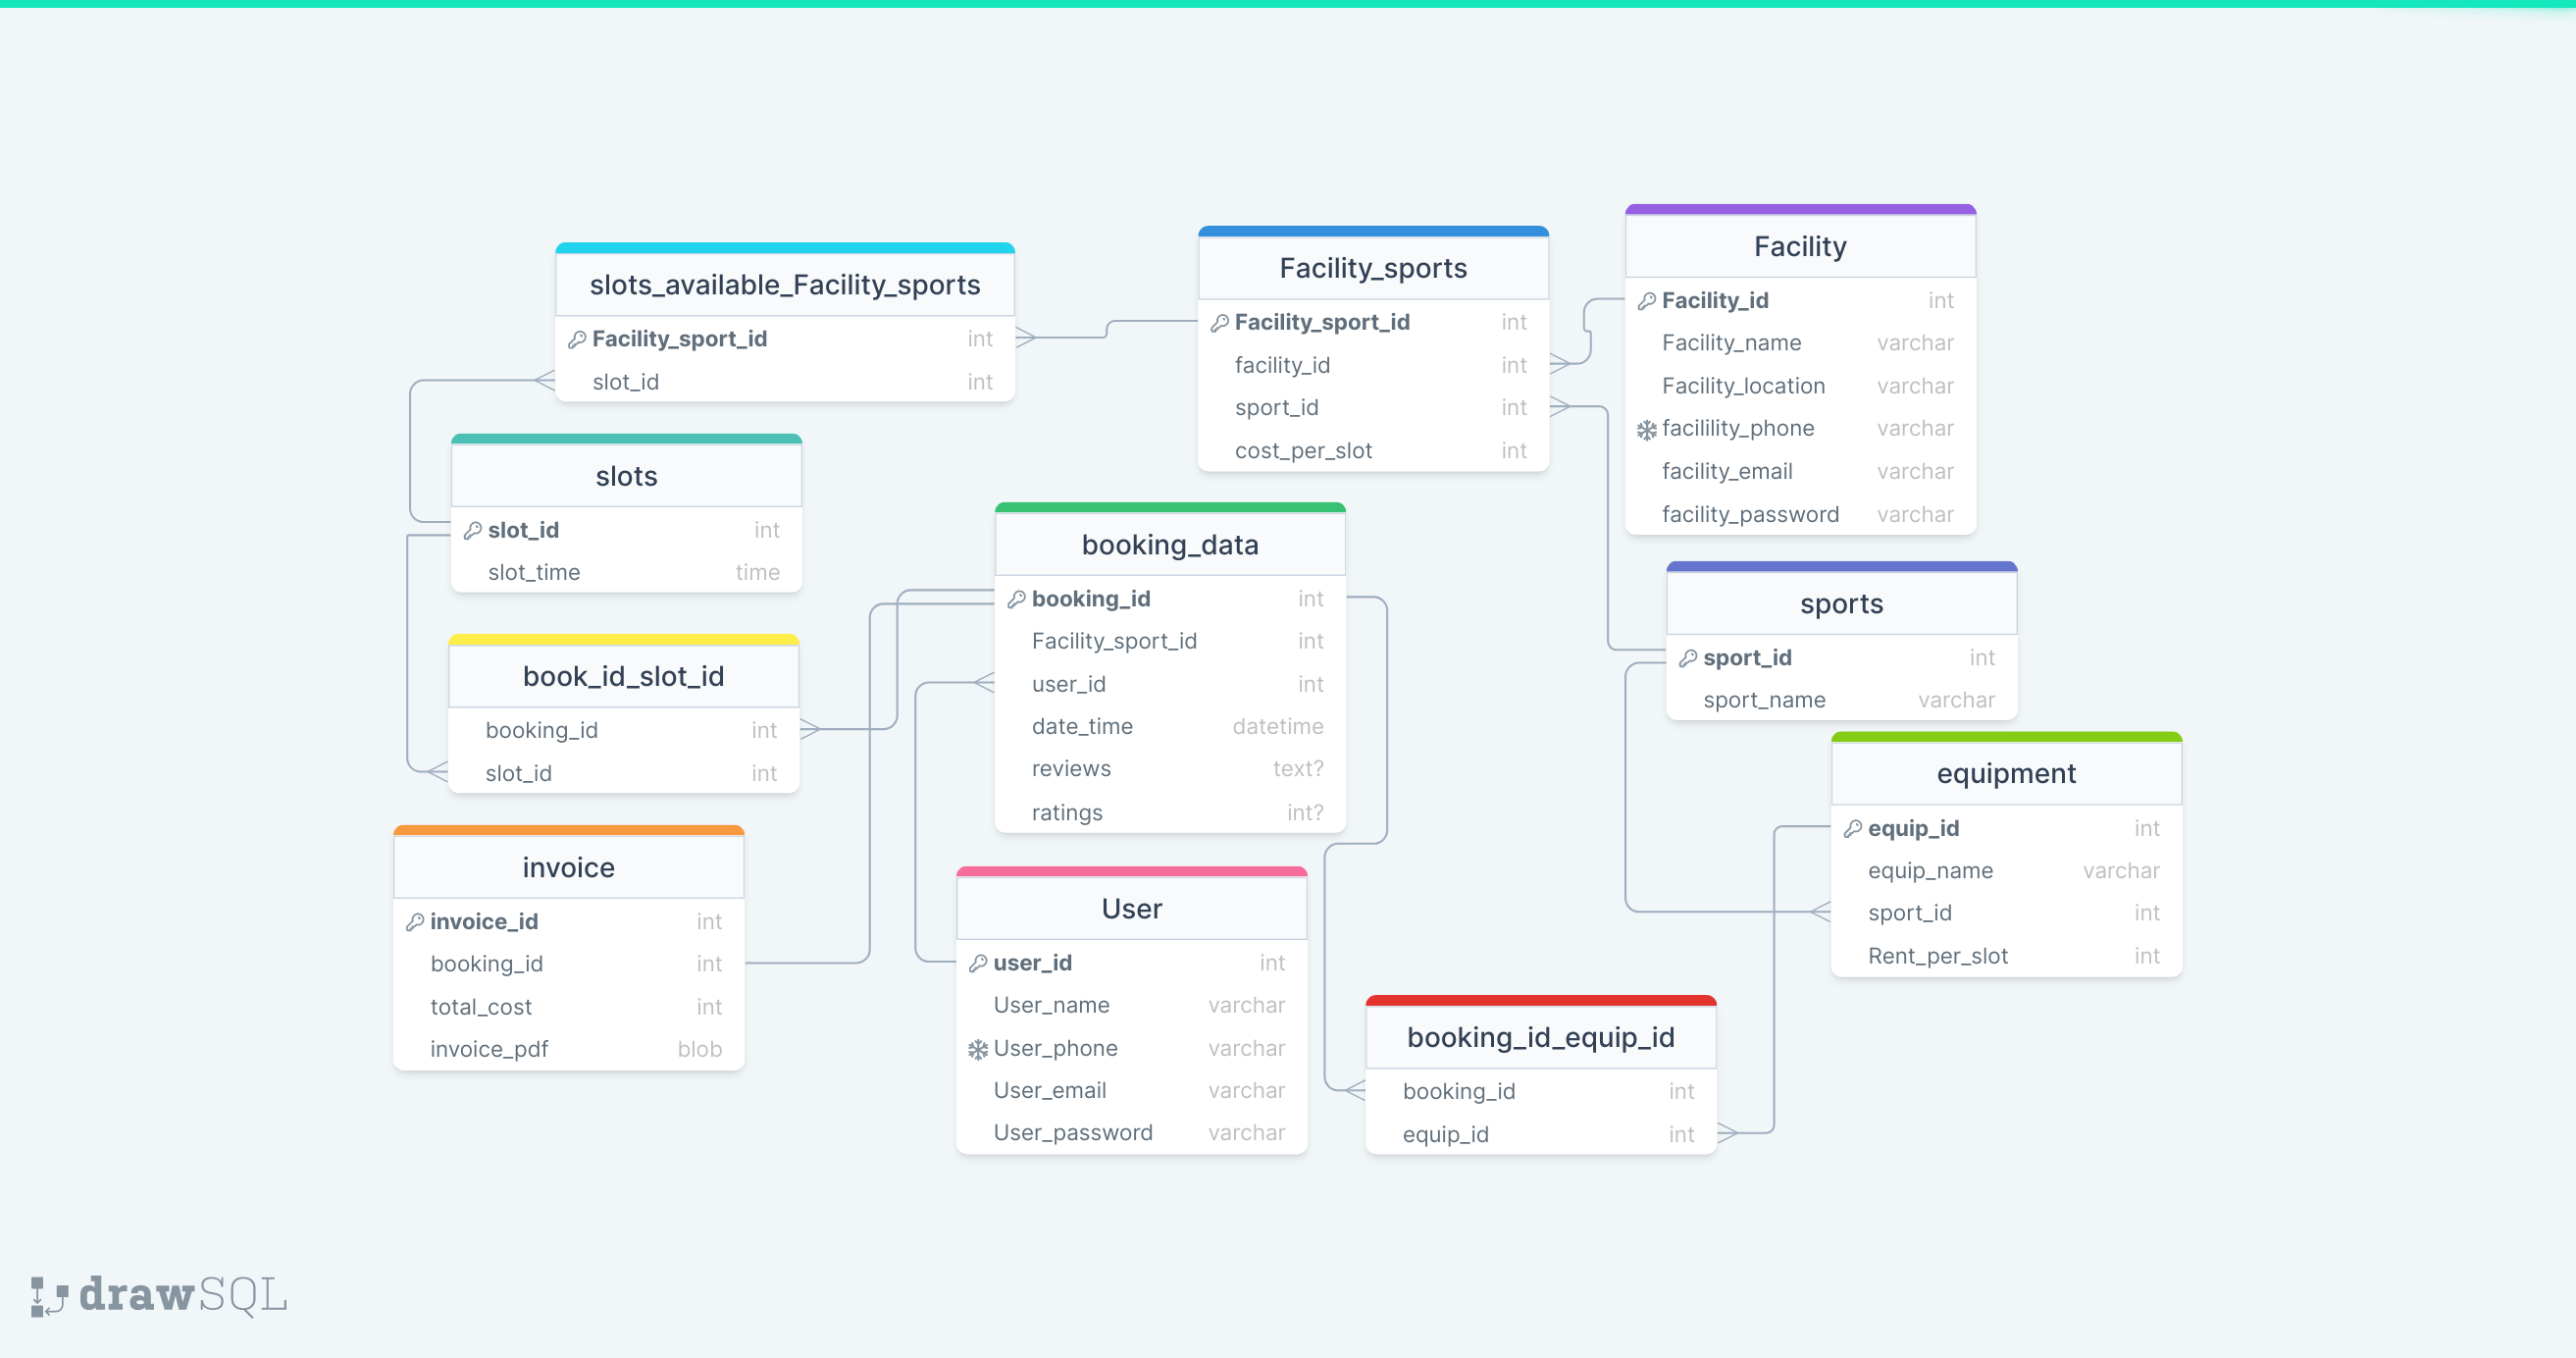 slots_available_Facility_sports
Facility_sport_id int
slot_id int
Facility_sports
Facility_sport_id int
facility_id int
sport_id int
cost_per_slot int
Facility
Facility_id int
Facility_name varchar
Facility_location varchar
facilility_phone varchar
facility_email varchar
facility_password varchar
slots
slot_id int
slot_time time
booking_data
booking_id int
Facility_sport_id int
user_id int
date_time datetime
reviews text?
ratings int?
sports
sport_id int
sport_name varchar
book_id_slot_id
booking_id int
slot_id int
equipment
equip_id int
equip_name varchar
sport_id int
Rent_per_slot int
invoice
invoice_id int
booking_id int
total_cost int
invoice_pdf blob
User
user_id int
User_name varchar
User_phone varchar
User_email varchar
User_password varchar
booking_id_equip_id
booking_id int
equip_id int
drawSQL